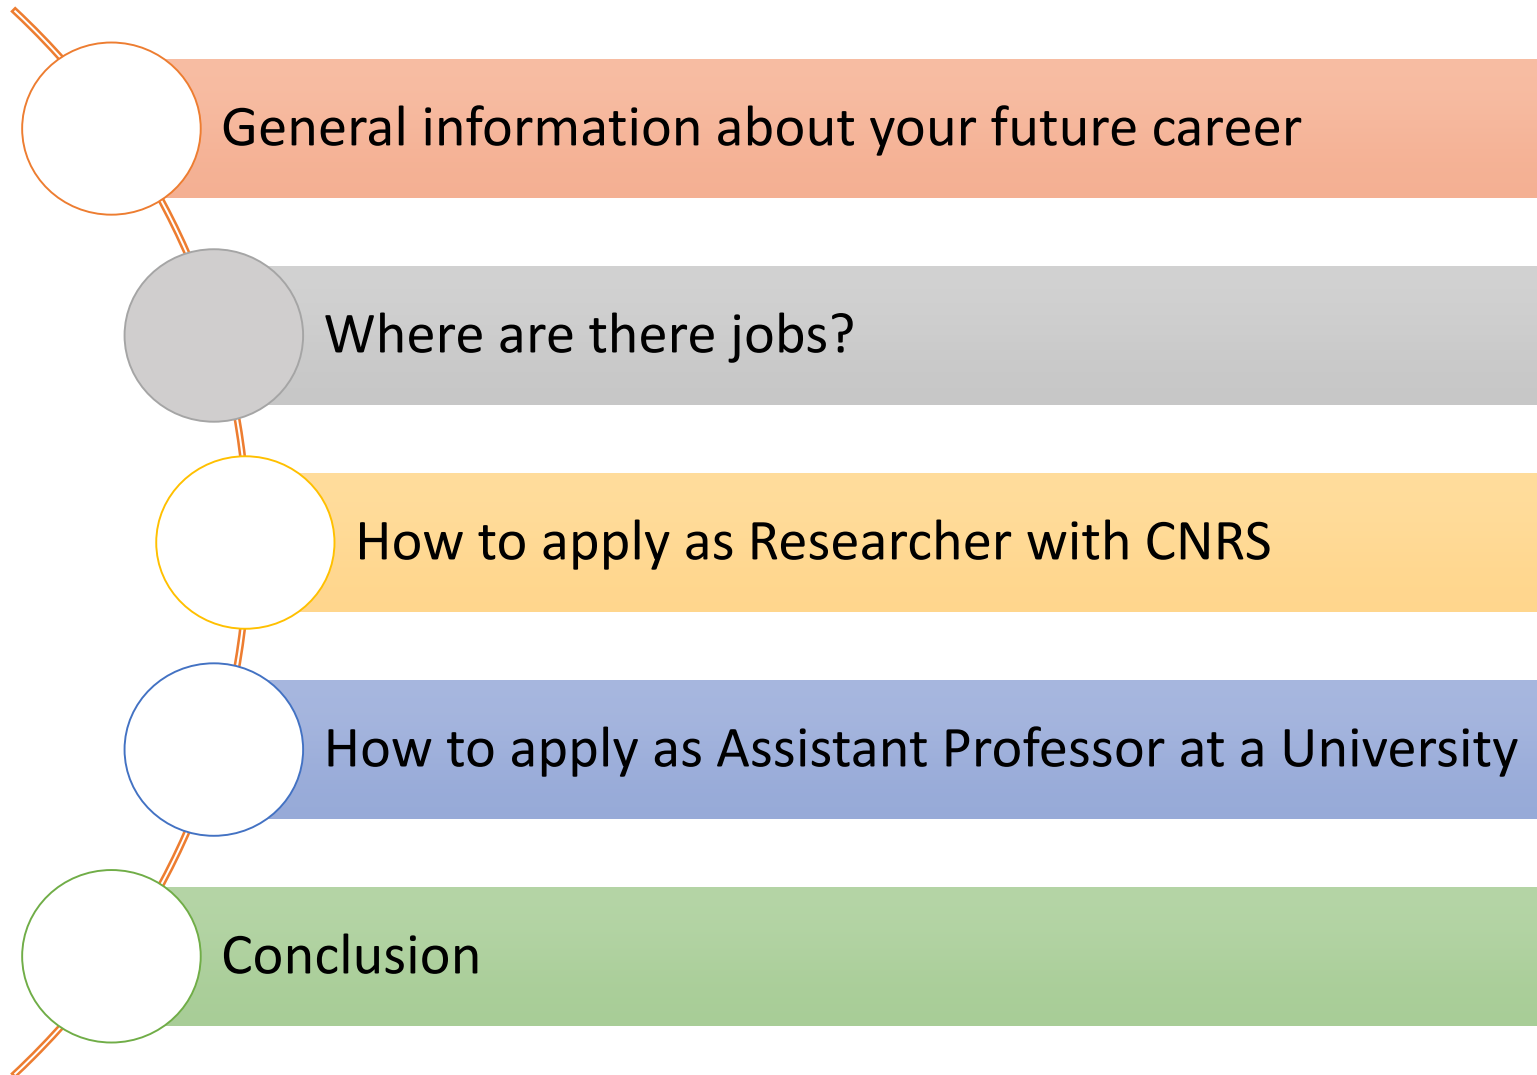 General information about your future career
Where are there jobs?
How to apply as Researcher with CNRS
How to apply as Assistant Professor at a University
Conclusion